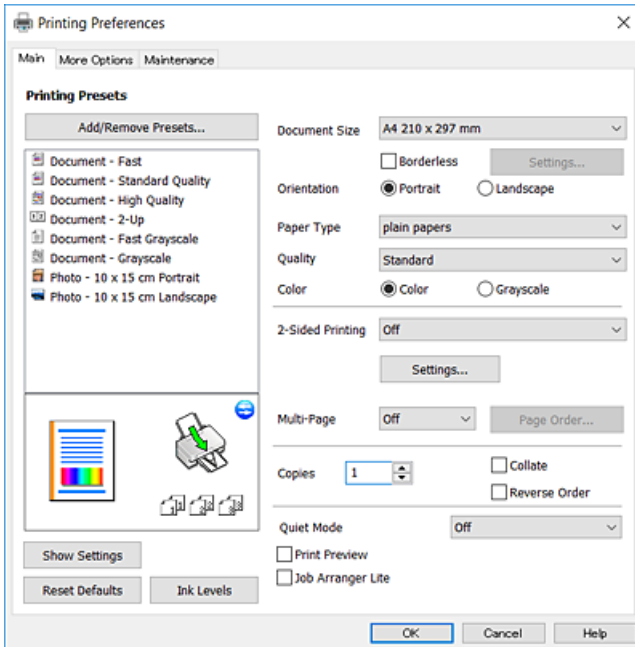 Printing Preferences
Main More Options Maintenance
Printing Presets
Add/Remove Presets...
Document - Fast
Document - Standard Quality
Document - High Quality
Document - 2-Up
Document - Fast Grayscale
Document - Grayscale
Photo - 10 x 15 cm Portrait
Photo - 10 x 15 cm Landscape
Show Settings
Reset Defaults Ink Levels
Document Size A4 210 x 297 mm
Borderless Settings...
Orientation Portrait Landscape
Paper Type plain papers
Quality Standard
Color Color Grayscale
2-Sided Printing Off
Settings...
Multi-Page Off Page Order...
Copies 1 Collate
Reverse Order
Quiet Mode Off
Print Preview
Job Arranger Lite
OK Cancel Help